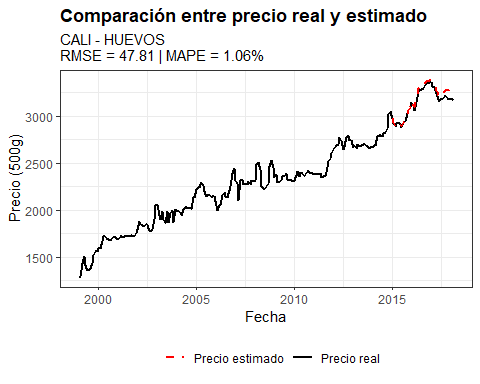 Comparación entre precio real y estimado
CALI - HUEVOS
RMSE = 47.81 | MAPE = 1.06%
Precio (500g)
3000
2500
2000
1500
2000
2005
2010
2015
Fecha
Precio estimado
Precio real